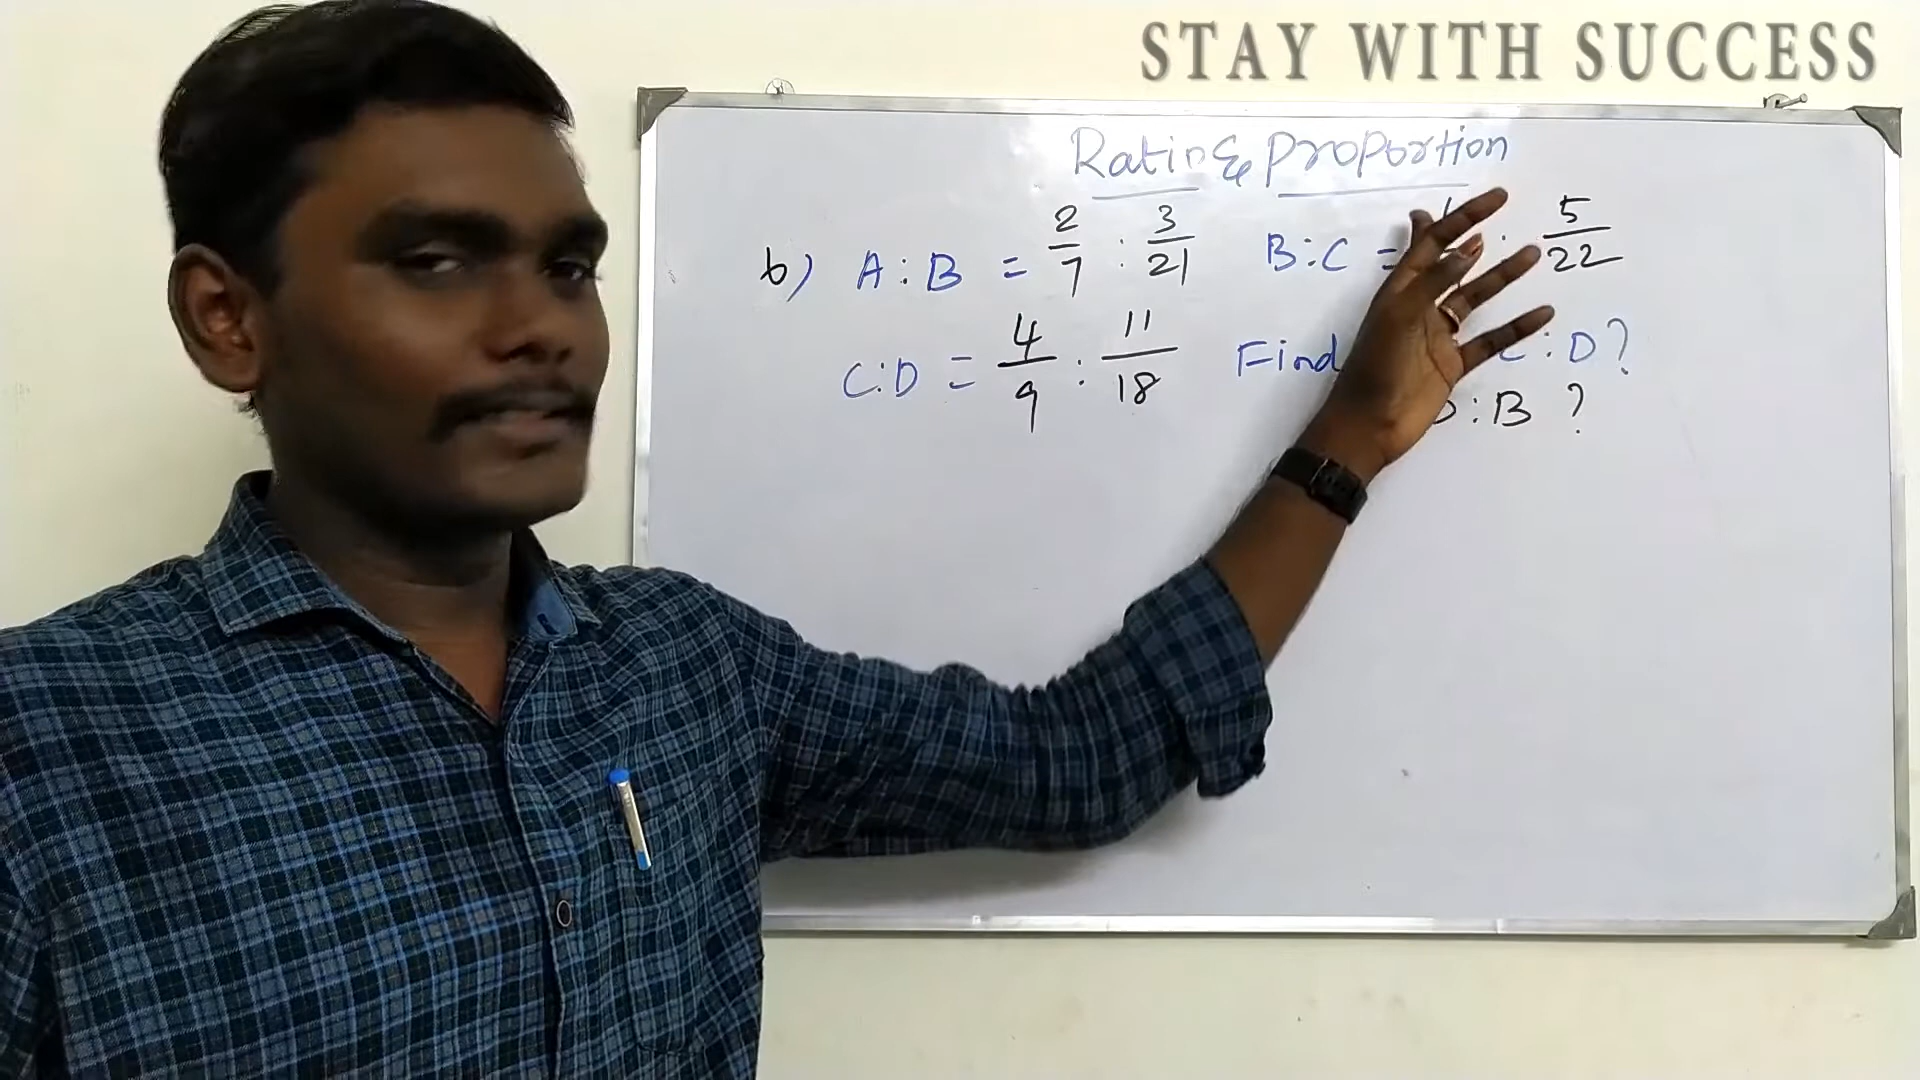 STAY WITH SUCCESS
Ratio & Proportion
b) A:B = 2/7 : 3/21 B:C = : 5/22
C:D = 4/9 : 11/18 Find C:D?
:B ?